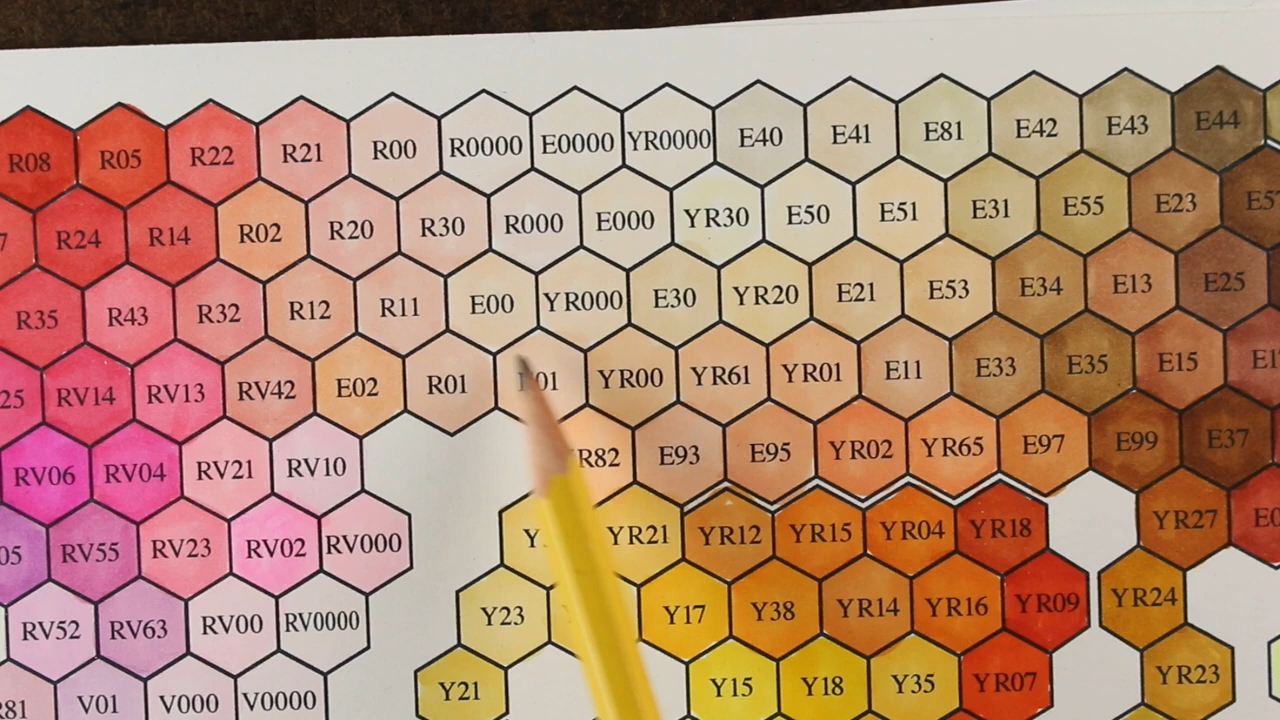 R08 R05 R22 R21 R00 R0000 E0000 YR0000 E40 E41 E81 E42 E43 E44
R24 R14 R02 R20 R30 R000 E000 YR30 E50 E51 E31 E55 E23
R35 R43 R32 R12 R11 E00 YR000 E30 YR20 E21 E53 E34 E13 E25
RV14 RV13 RV42 E02 R01 YR00 YR61 YR01 E11 E33 E35 E15
RV06 RV04 RV21 RV10 E93 E95 YR02 YR65 E97 E99 E37
RV55 RV23 RV02 RV000 YR21 YR12 YR15 YR04 YR18 YR27
RV52 RV63 RV00 RV0000 Y23 Y17 Y38 YR14 YR16 YR09 YR24
V01 V000 V0000 Y21 Y15 Y18 Y35 YR07 YR23